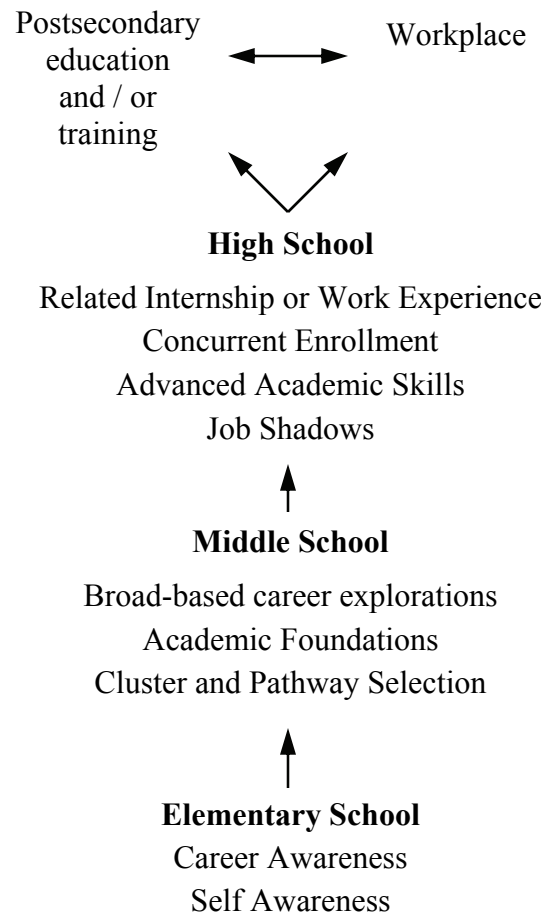 Postsecondary
education
and / or
training
Workplace
High School
Related Internship or Work Experience
Concurrent Enrollment
Advanced Academic Skills
Job Shadows
Middle School
Broad-based career explorations
Academic Foundations
Cluster and Pathway Selection
Elementary School
Career Awareness
Self Awareness